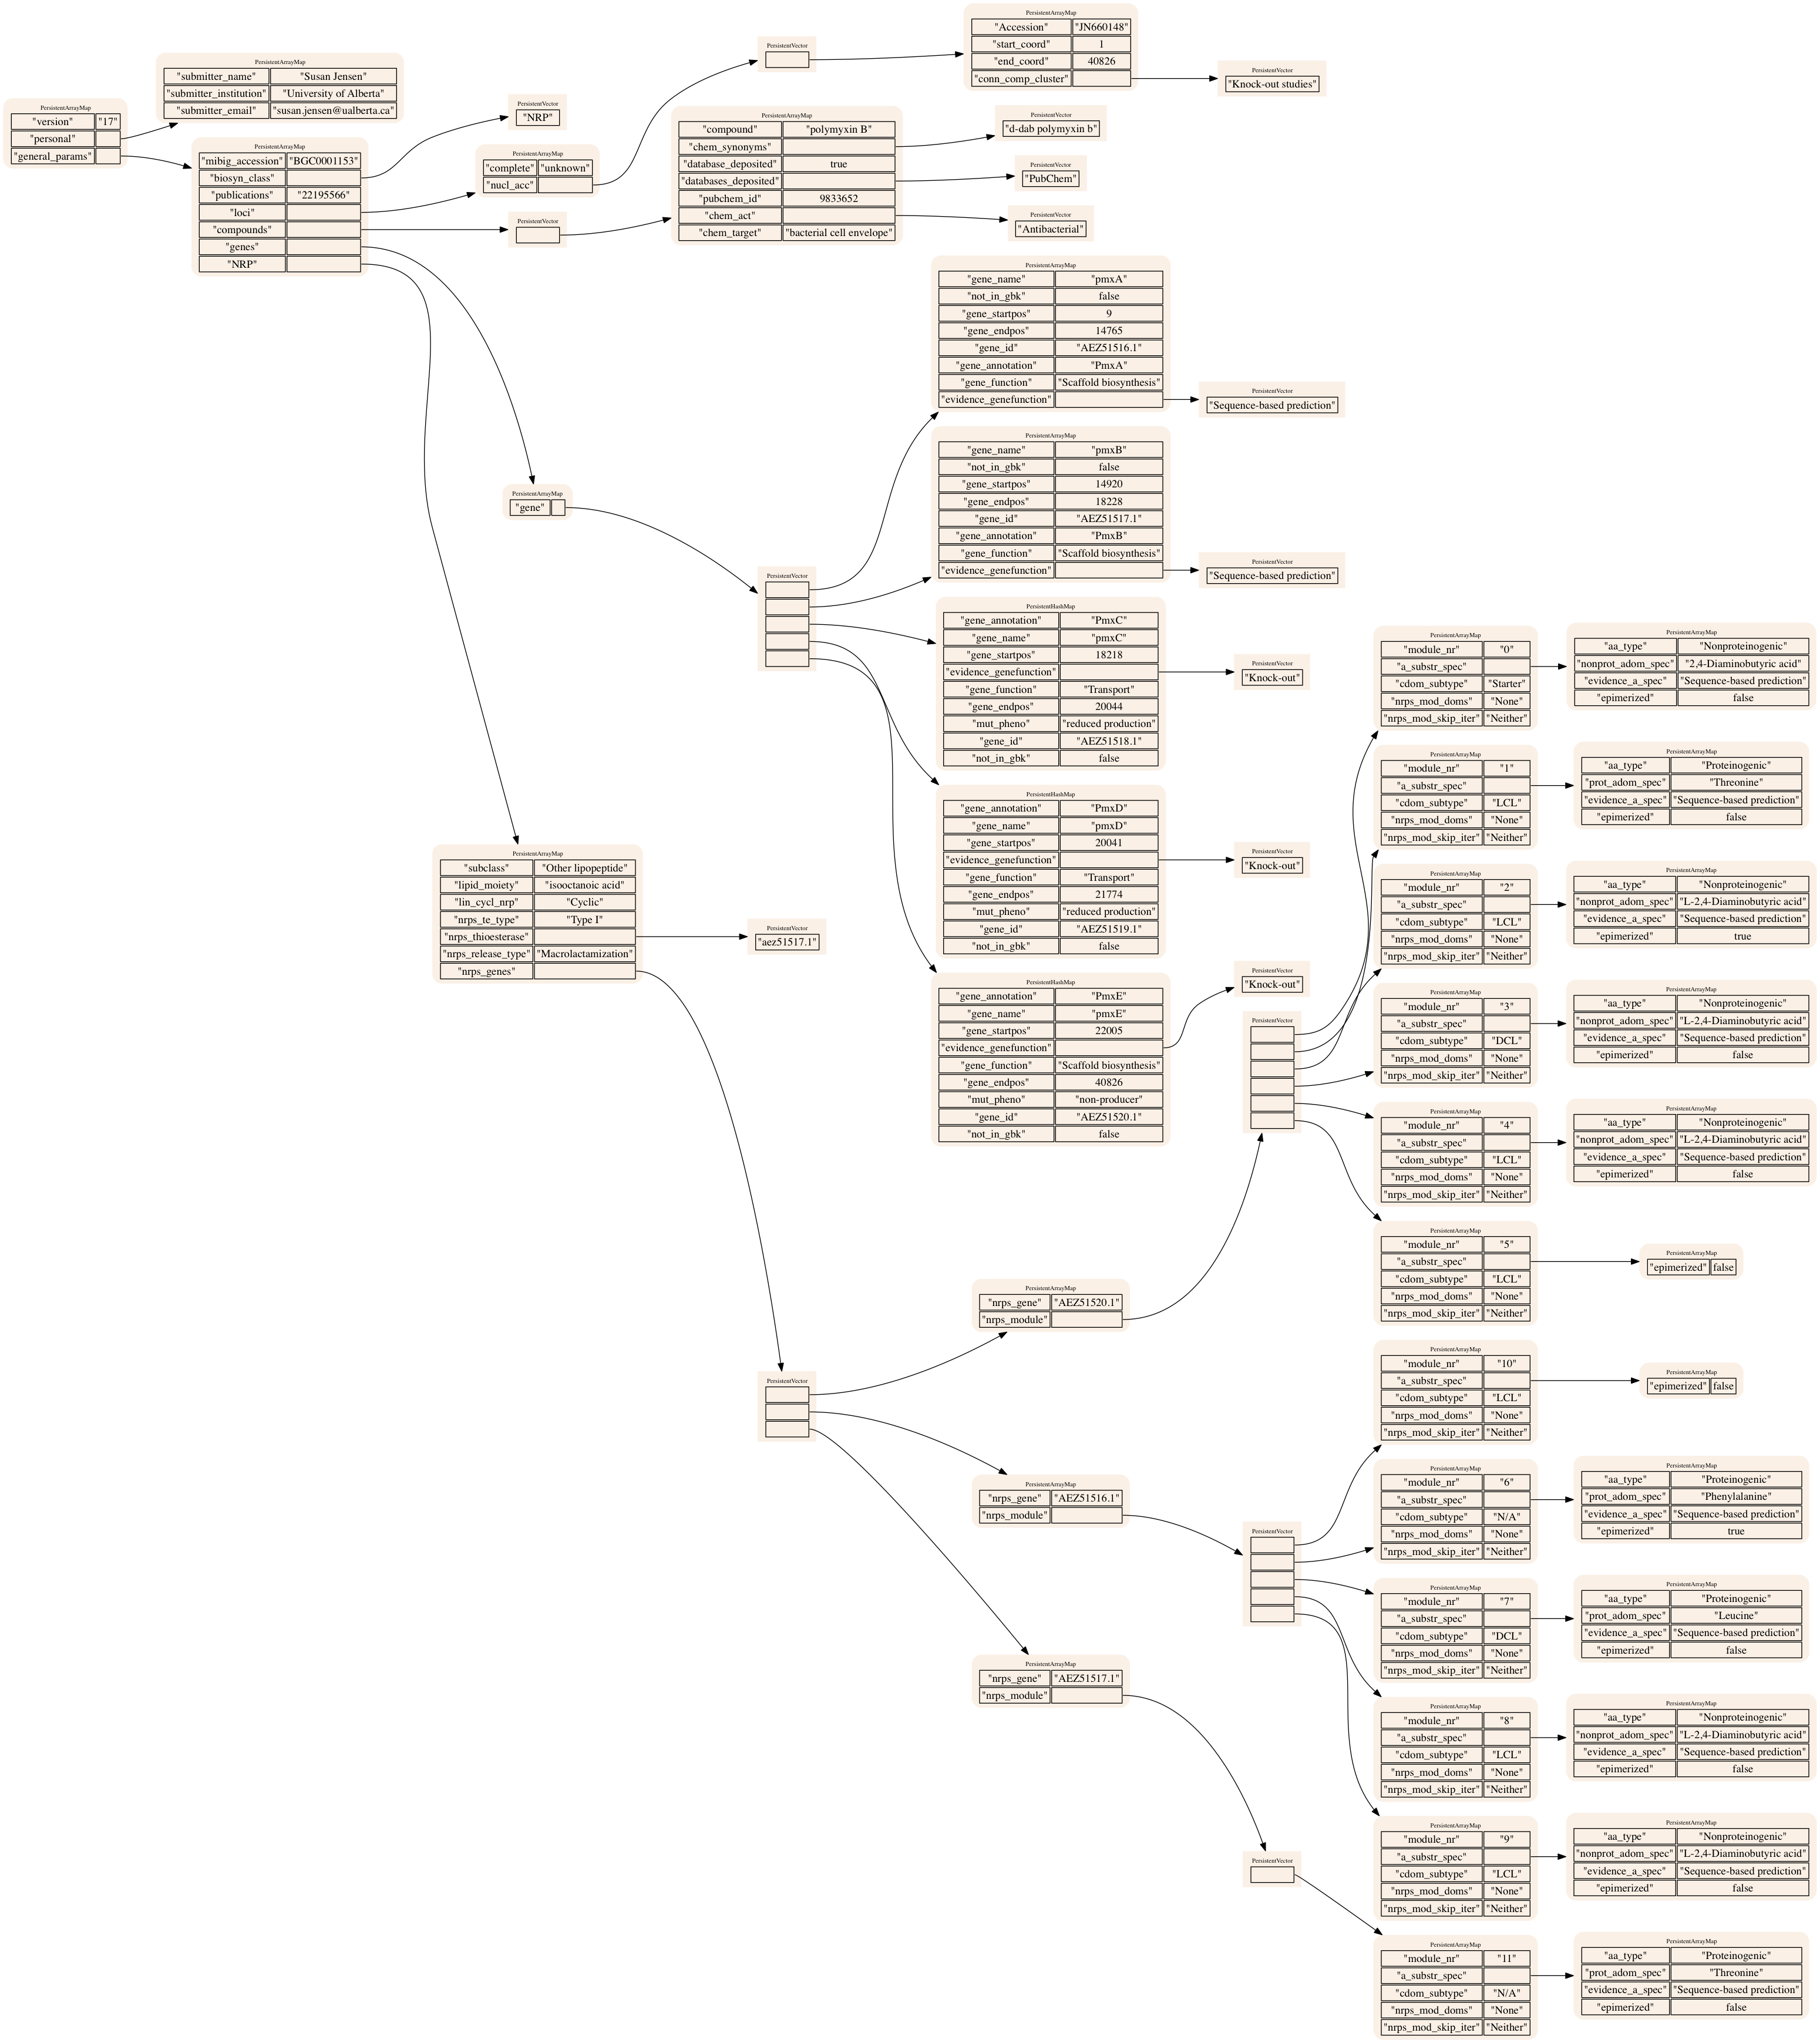 PersistentArrayMap
"version" "17"
"personal"
"general_params"
PersistentArrayMap
"submitter_name" "Susan Jensen"
"submitter_institution" "University of Alberta"
"submitter_email" "susan.jensen@ualberta.ca"
PersistentArrayMap
"mibig_accession" "BGC0001153"
"biosyn_class"
"publications" "22195566"
"loci"
"compounds"
"genes"
"NRP"
PersistentVector
"NRP"
PersistentArrayMap
"complete" "unknown"
"nucl_acc"
PersistentVector
PersistentVector
PersistentArrayMap
"Accession" "JN660148"
"start_coord" 1
"end_coord" 40826
"conn_comp_cluster"
PersistentVector
"Knock-out studies"
PersistentArrayMap
"compound" "polymyxin B"
"chem_synonyms"
"database_deposited" true
"databases_deposited"
"pubchem_id" 9833652
"chem_act"
"chem_target" "bacterial cell envelope"
PersistentVector
"d-dab polymyxin b"
PersistentVector
"PubChem"
PersistentVector
"Antibacterial"
PersistentArrayMap
"gene"
PersistentVector
PersistentArrayMap
"gene_name" "pmxA"
"not_in_gbk" false
"gene_startpos" 9
"gene_endpos" 14765
"gene_id" "AEZ51516.1"
"gene_annotation" "PmxA"
"gene_function" "Scaffold biosynthesis"
"evidence_genefunction"
PersistentVector
"Sequence-based prediction"
PersistentArrayMap
"gene_name" "pmxB"
"not_in_gbk" false
"gene_startpos" 14920
"gene_endpos" 18228
"gene_id" "AEZ51517.1"
"gene_annotation" "PmxB"
"gene_function" "Scaffold biosynthesis"
"evidence_genefunction"
PersistentVector
"Sequence-based prediction"
PersistentHashMap
"gene_annotation" "PmxC"
"gene_name" "pmxC"
"gene_startpos" 18218
"evidence_genefunction"
"gene_function" "Transport"
"gene_endpos" 20044
"mut_pheno" "reduced production"
"gene_id" "AEZ51518.1"
"not_in_gbk" false
PersistentVector
"Knock-out"
PersistentHashMap
"gene_annotation" "PmxD"
"gene_name" "pmxD"
"gene_startpos" 20041
"evidence_genefunction"
"gene_function" "Transport"
"gene_endpos" 21774
"mut_pheno" "reduced production"
"gene_id" "AEZ51519.1"
"not_in_gbk" false
PersistentVector
"Knock-out"
PersistentHashMap
"gene_annotation" "PmxE"
"gene_name" "pmxE"
"gene_startpos" 22005
"evidence_genefunction"
"gene_function" "Scaffold biosynthesis"
"gene_endpos" 40826
"mut_pheno" "non-producer"
"gene_id" "AEZ51520.1"
"not_in_gbk" false
PersistentVector
"Knock-out"
PersistentArrayMap
"subclass" "Other lipopeptide"
"lipid_moiety" "isooctanoic acid"
"lin_cycl_nrp" "Cyclic"
"nrps_te_type" "Type I"
"nrps_thioesterase"
"nrps_release_type" "Macrolactamization"
"nrps_genes"
PersistentVector
"aez51517.1"
PersistentVector
PersistentArrayMap
"nrps_gene" "AEZ51520.1"
"nrps_module"
PersistentVector
PersistentArrayMap
"module_nr" "0"
"a_substr_spec"
"cdom_subtype" "Starter"
"nrps_mod_doms" "None"
"nrps_mod_skip_iter" "Neither"
PersistentArrayMap
"aa_type" "Nonproteinogenic"
"nonprot_adom_spec" "2,4-Diaminobutyric acid"
"evidence_a_spec" "Sequence-based prediction"
"epimerized" false
PersistentArrayMap
"module_nr" "1"
"a_substr_spec"
"cdom_subtype" "LCL"
"nrps_mod_doms" "None"
"nrps_mod_skip_iter" "Neither"
PersistentArrayMap
"aa_type" "Proteinogenic"
"prot_adom_spec" "Threonine"
"evidence_a_spec" "Sequence-based prediction"
"epimerized" false
PersistentArrayMap
"module_nr" "2"
"a_substr_spec"
"cdom_subtype" "LCL"
"nrps_mod_doms" "None"
"nrps_mod_skip_iter" "Neither"
PersistentArrayMap
"aa_type" "Nonproteinogenic"
"nonprot_adom_spec" "L-2,4-Diaminobutyric acid"
"evidence_a_spec" "Sequence-based prediction"
"epimerized" true
PersistentArrayMap
"module_nr" "3"
"a_substr_spec"
"cdom_subtype" "DCL"
"nrps_mod_doms" "None"
"nrps_mod_skip_iter" "Neither"
PersistentArrayMap
"aa_type" "Nonproteinogenic"
"nonprot_adom_spec" "L-2,4-Diaminobutyric acid"
"evidence_a_spec" "Sequence-based prediction"
"epimerized" false
PersistentArrayMap
"module_nr" "4"
"a_substr_spec"
"cdom_subtype" "LCL"
"nrps_mod_doms" "None"
"nrps_mod_skip_iter" "Neither"
PersistentArrayMap
"aa_type" "Nonproteinogenic"
"nonprot_adom_spec" "L-2,4-Diaminobutyric acid"
"evidence_a_spec" "Sequence-based prediction"
"epimerized" false
PersistentArrayMap
"module_nr" "5"
"a_substr_spec"
"cdom_subtype" "LCL"
"nrps_mod_doms" "None"
"nrps_mod_skip_iter" "Neither"
PersistentArrayMap
"epimerized" false
PersistentArrayMap
"nrps_gene" "AEZ51516.1"
"nrps_module"
PersistentVector
PersistentArrayMap
"module_nr" "10"
"a_substr_spec"
"cdom_subtype" "LCL"
"nrps_mod_doms" "None"
"nrps_mod_skip_iter" "Neither"
PersistentArrayMap
"epimerized" false
PersistentArrayMap
"module_nr" "6"
"a_substr_spec"
"cdom_subtype" "N/A"
"nrps_mod_doms" "None"
"nrps_mod_skip_iter" "Neither"
PersistentArrayMap
"aa_type" "Proteinogenic"
"prot_adom_spec" "Phenylalanine"
"evidence_a_spec" "Sequence-based prediction"
"epimerized" true
PersistentArrayMap
"module_nr" "7"
"a_substr_spec"
"cdom_subtype" "DCL"
"nrps_mod_doms" "None"
"nrps_mod_skip_iter" "Neither"
PersistentArrayMap
"aa_type" "Proteinogenic"
"prot_adom_spec" "Leucine"
"evidence_a_spec" "Sequence-based prediction"
"epimerized" false
PersistentArrayMap
"module_nr" "8"
"a_substr_spec"
"cdom_subtype" "LCL"
"nrps_mod_doms" "None"
"nrps_mod_skip_iter" "Neither"
PersistentArrayMap
"aa_type" "Nonproteinogenic"
"nonprot_adom_spec" "L-2,4-Diaminobutyric acid"
"evidence_a_spec" "Sequence-based prediction"
"epimerized" false
PersistentArrayMap
"module_nr" "9"
"a_substr_spec"
"cdom_subtype" "LCL"
"nrps_mod_doms" "None"
"nrps_mod_skip_iter" "Neither"
PersistentArrayMap
"aa_type" "Nonproteinogenic"
"nonprot_adom_spec" "L-2,4-Diaminobutyric acid"
"evidence_a_spec" "Sequence-based prediction"
"epimerized" false
PersistentArrayMap
"nrps_gene" "AEZ51517.1"
"nrps_module"
PersistentVector
PersistentArrayMap
"module_nr" "11"
"a_substr_spec"
"cdom_subtype" "N/A"
"nrps_mod_doms" "None"
"nrps_mod_skip_iter" "Neither"
PersistentArrayMap
"aa_type" "Proteinogenic"
"prot_adom_spec" "Threonine"
"evidence_a_spec" "Sequence-based prediction"
"epimerized" false